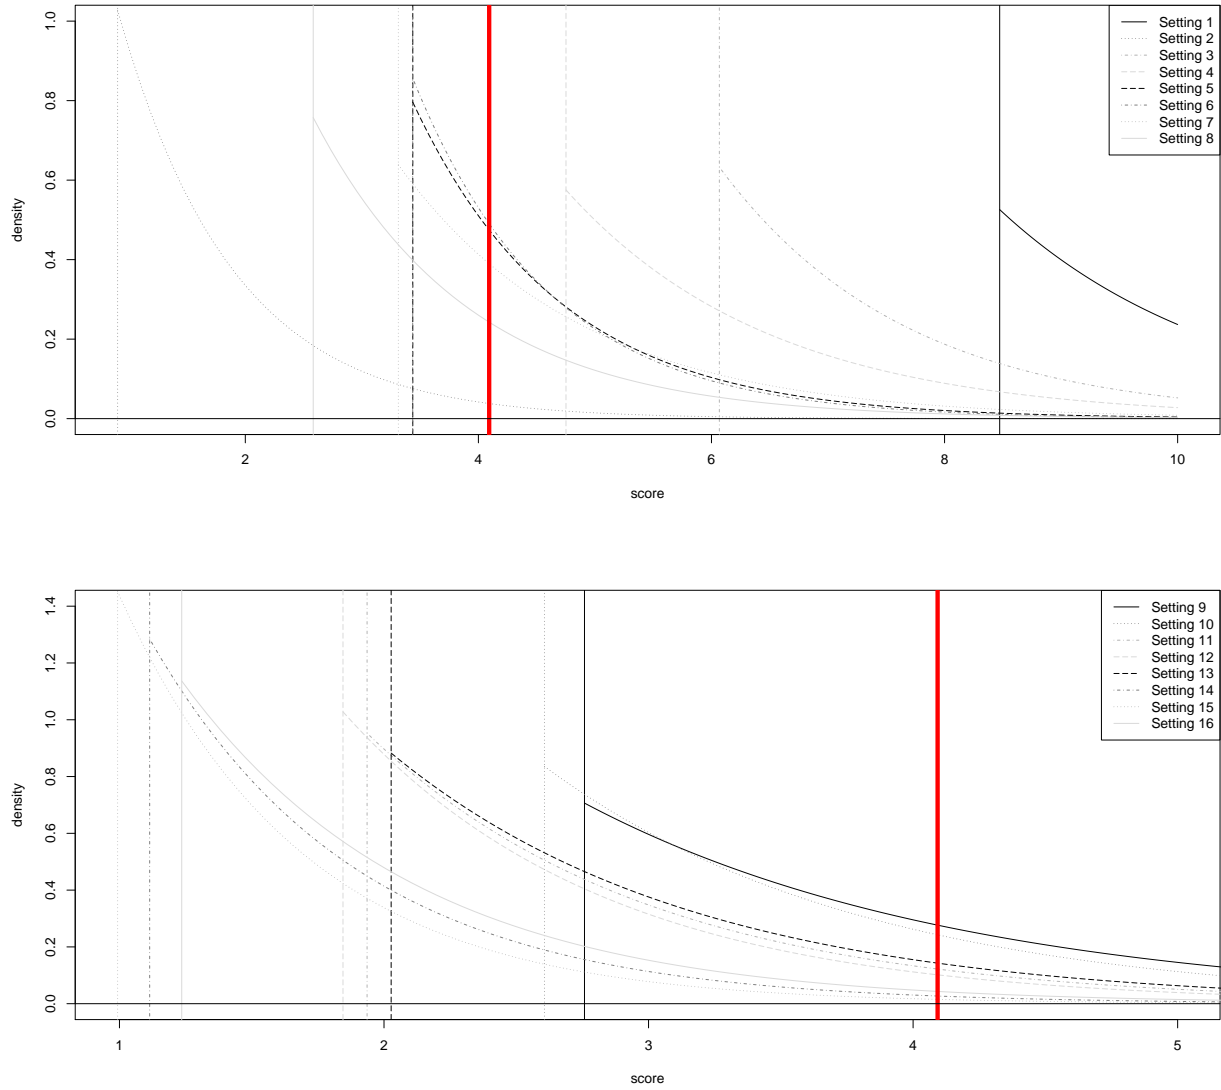 density
1.0
0.8
0.6
0.4
0.2
0.0
2 4 6 8 10
score
Setting 1
Setting 2
Setting 3
Setting 4
Setting 5
Setting 6
Setting 7
Setting 8
density
1.4
1.2
1.0
0.8
0.6
0.4
0.2
0.0
1 2 3 4 5
score
Setting 9
Setting 10
Setting 11
Setting 12
Setting 13
Setting 14
Setting 15
Setting 16